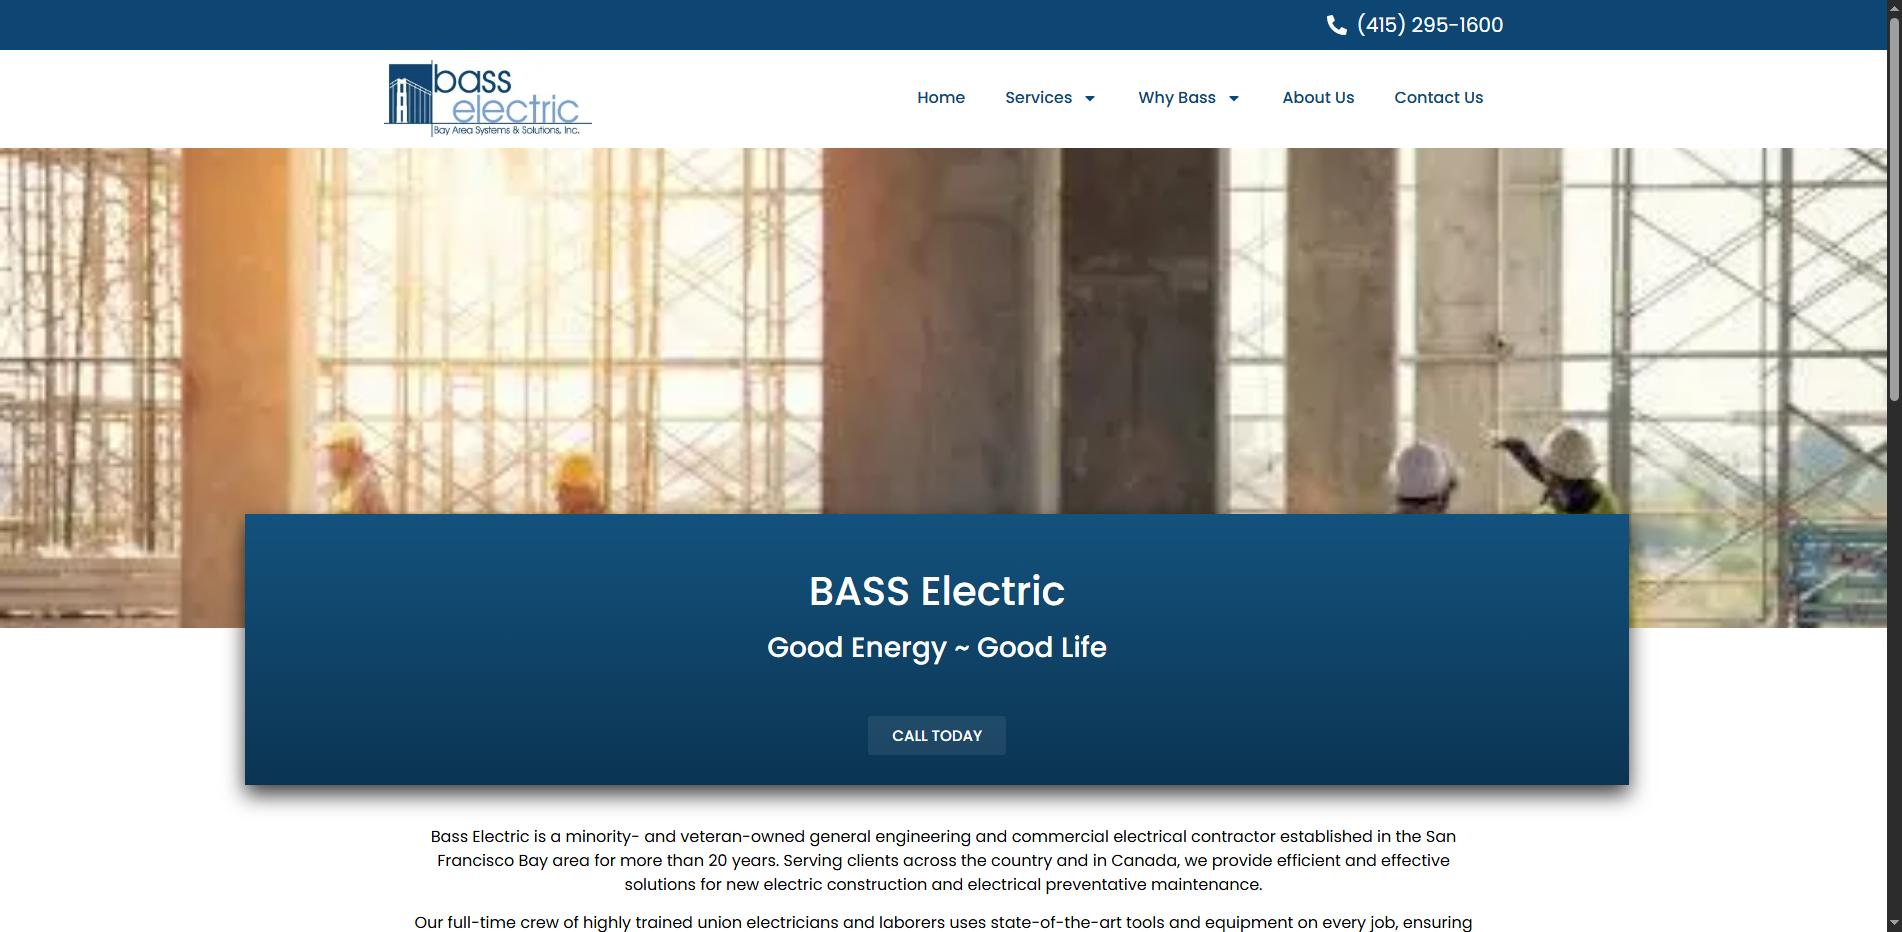 (415) 295-1600
bass
electric
Bay Area Systems & Solutions, Inc.
Home
Services
Why Bass
About Us
Contact Us
BASS Electric
Good Energy ~ Good Life
CALL TODAY
Bass Electric is a minority- and veteran-owned general engineering and commercial electrical contractor established in the San
Francisco Bay area for more than 20 years. Serving clients across the country and in Canada, we provide efficient and effective
solutions for new electric construction and electrical preventative maintenance.
Our full-time crew of highly trained union electricians and laborers uses state-of-the-art tools and equipment on every job, ensuring